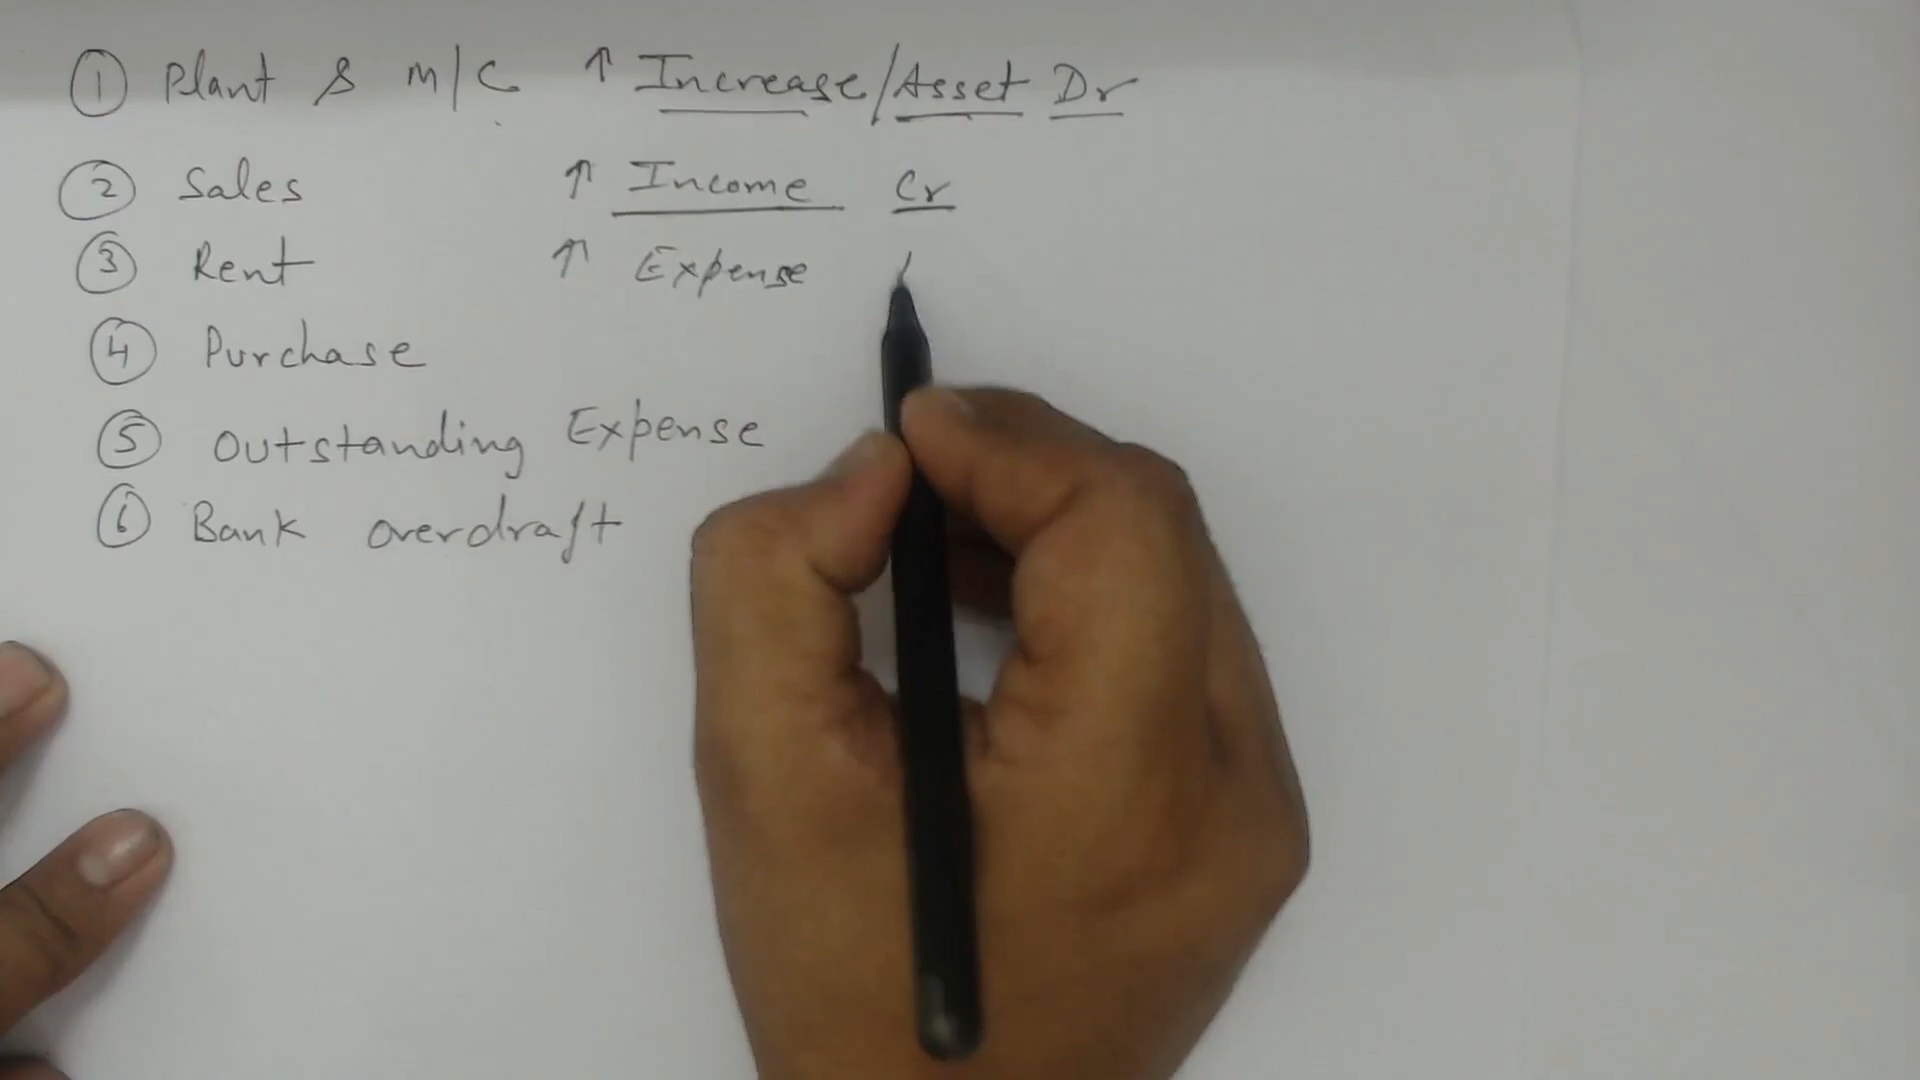 ① Plant & M/C ↑ Increase/Asset Dr
② Sales ↑ Income Cr
③ Rent ↑ Expense
④ Purchase
⑤ Outstanding Expense
⑥ Bank overdraft